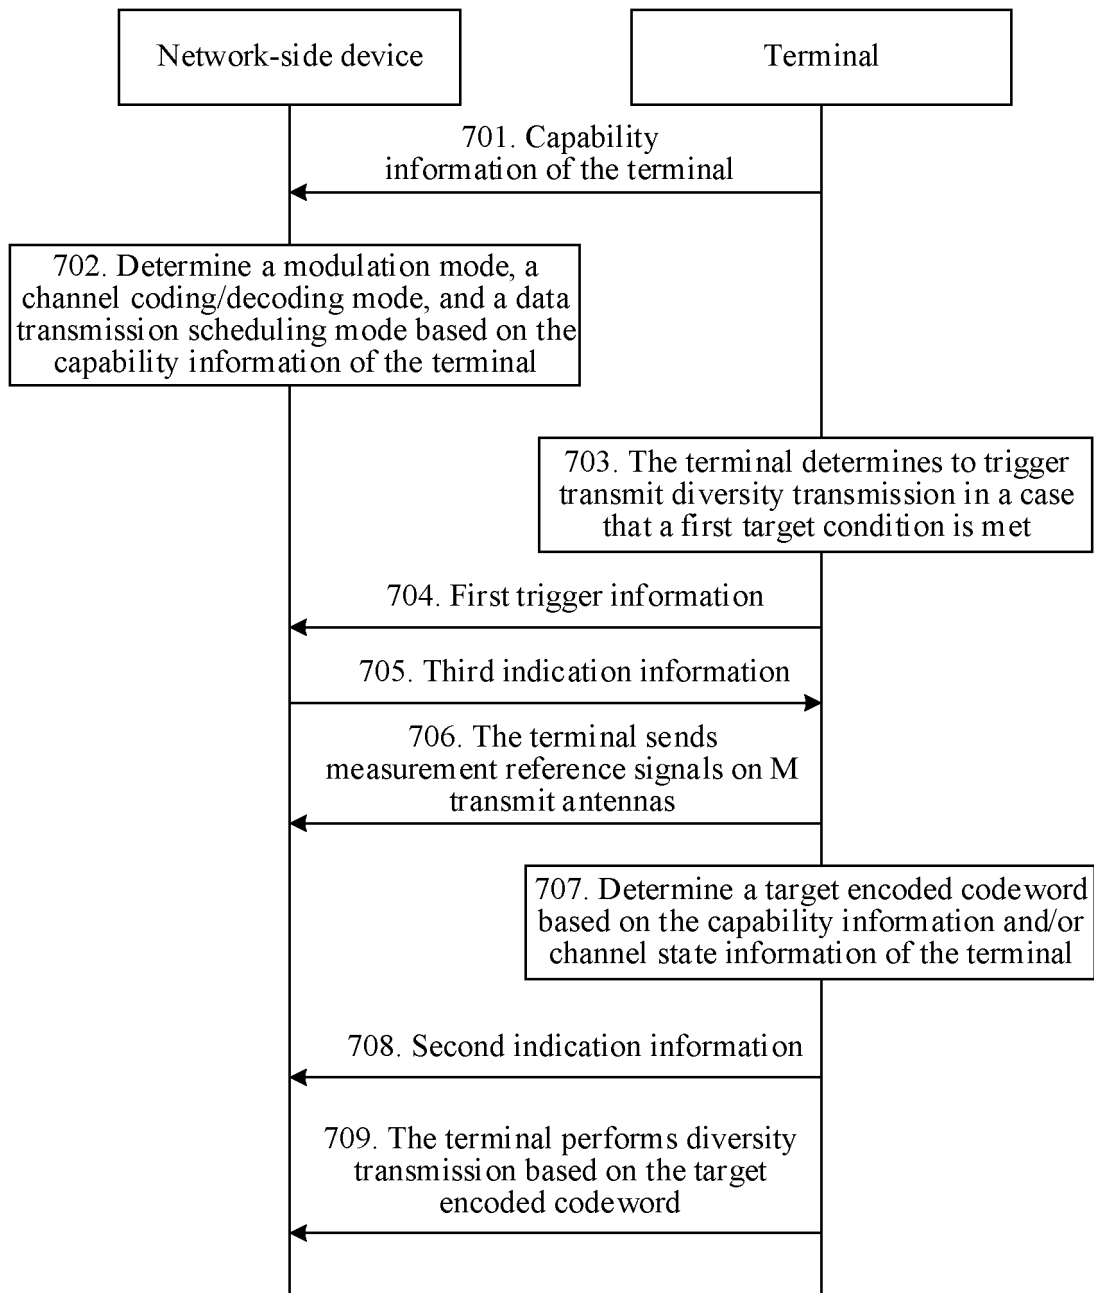 Network-side device
Terminal
701. Capability
information of the terminal
702. Determine a modulation mode, a
channel coding/decoding mode, and a data
transmission scheduling mode based on the
capability information of the terminal
703. The terminal determines to trigger
transmit diversity transmission in a case
that a first target condition is met
704. First trigger information
705. Third indication information
706. The terminal sends
measurement reference signals on M
transmit antennas
707. Determine a target encoded codeword
based on the capability information and/or
channel state information of the terminal
708. Second indication information
709. The terminal performs diversity
transmission based on the target
encoded codeword